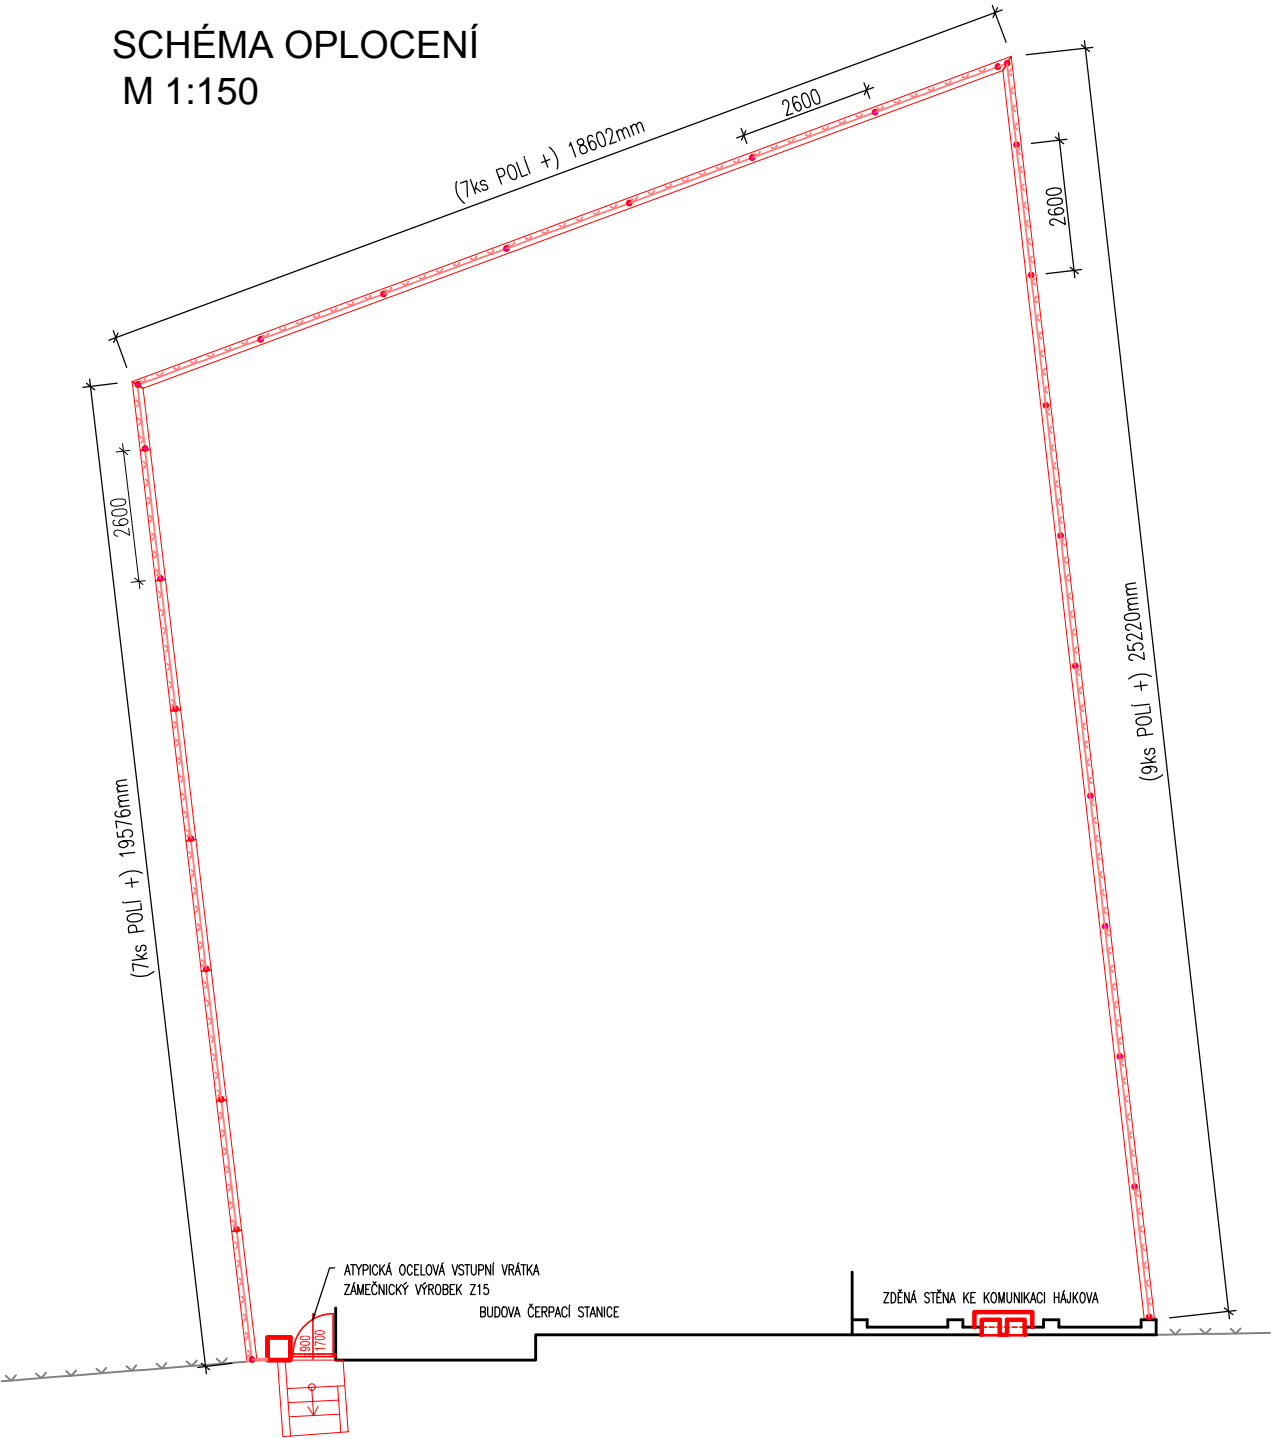 SCHÉMA OPLOCENÍ
M 1:150
(7ks POLÍ +) 18602mm
2600
2600
2600
(9ks POLÍ +) 25220mm
(7ks POLÍ +) 19576mm
ATYPICKÁ OCELOVÁ VSTUPNÍ VRÁTKA
ZÁMEČNICKÝ VÝROBEK Z15
BUDOVA ČERPACÍ STANICE
ZDĚNÁ STĚNA KE KOMUNIKACI HÁJKOVA
900
1700